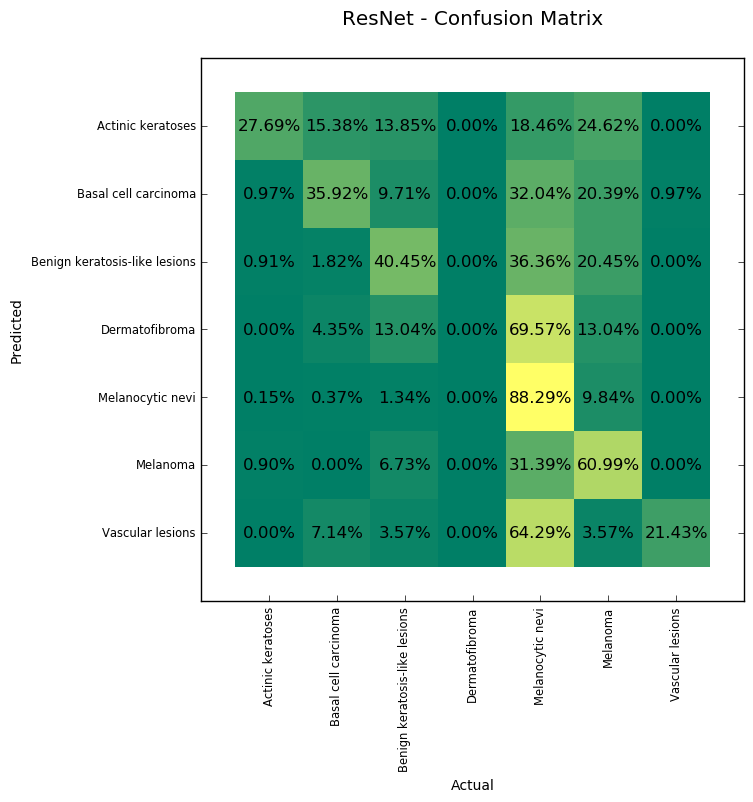 ResNet - Confusion Matrix
Predicted
Actinic keratoses 27.69% 15.38% 13.85% 0.00% 18.46% 24.62% 0.00%
Basal cell carcinoma 0.97% 35.92% 9.71% 0.00% 32.04% 20.39% 0.97%
Benign keratosis-like lesions 0.91% 1.82% 40.45% 0.00% 36.36% 20.45% 0.00%
Dermatofibroma 0.00% 4.35% 13.04% 0.00% 69.57% 13.04% 0.00%
Melanocytic nevi 0.15% 0.37% 1.34% 0.00% 88.29% 9.84% 0.00%
Melanoma 0.90% 0.00% 6.73% 0.00% 31.39% 60.99% 0.00%
Vascular lesions 0.00% 7.14% 3.57% 0.00% 64.29% 3.57% 21.43%
Actinic keratoses
Basal cell carcinoma
Benign keratosis-like lesions
Dermatofibroma
Melanocytic nevi
Melanoma
Vascular lesions
Actual